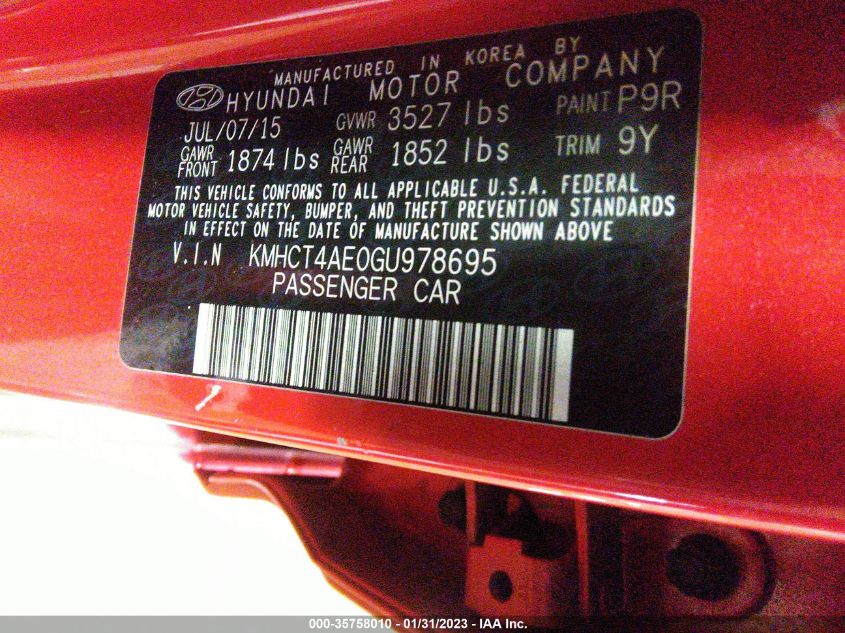 MANUFACTURED IN KOREA BY
HYUNDAI MOTOR COMPANY
JUL/07/15 GVWR 3527 lbs PAINT P9R
GAWR FRONT 1874 lbs GAWR REAR 1852 lbs TRIM 9Y
THIS VEHICLE CONFORMS TO ALL APPLICABLE U.S.A. FEDERAL
MOTOR VEHICLE SAFETY, BUMPER, AND THEFT PREVENTION STANDARDS
IN EFFECT ON THE DATE OF MANUFACTURE SHOWN ABOVE
V.I.N KMHCT4AE0GU978695
PASSENGER CAR
000-35758010 - 01/31/2023 - IAA Inc.